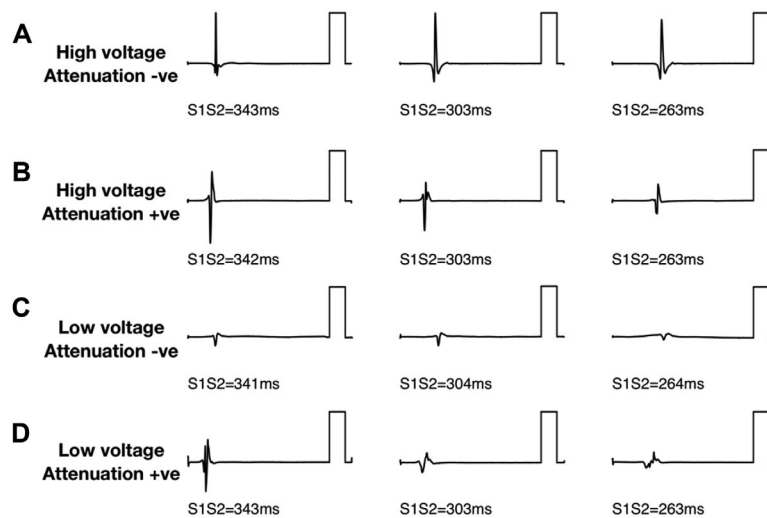 A
High voltage
Attenuation -ve
S1S2=343ms S1S2=303ms S1S2=263ms
B
High voltage
Attenuation +ve
S1S2=342ms S1S2=303ms S1S2=263ms
C
Low voltage
Attenuation -ve
S1S2=341ms S1S2=304ms S1S2=264ms
D
Low voltage
Attenuation +ve
S1S2=343ms S1S2=303ms S1S2=263ms